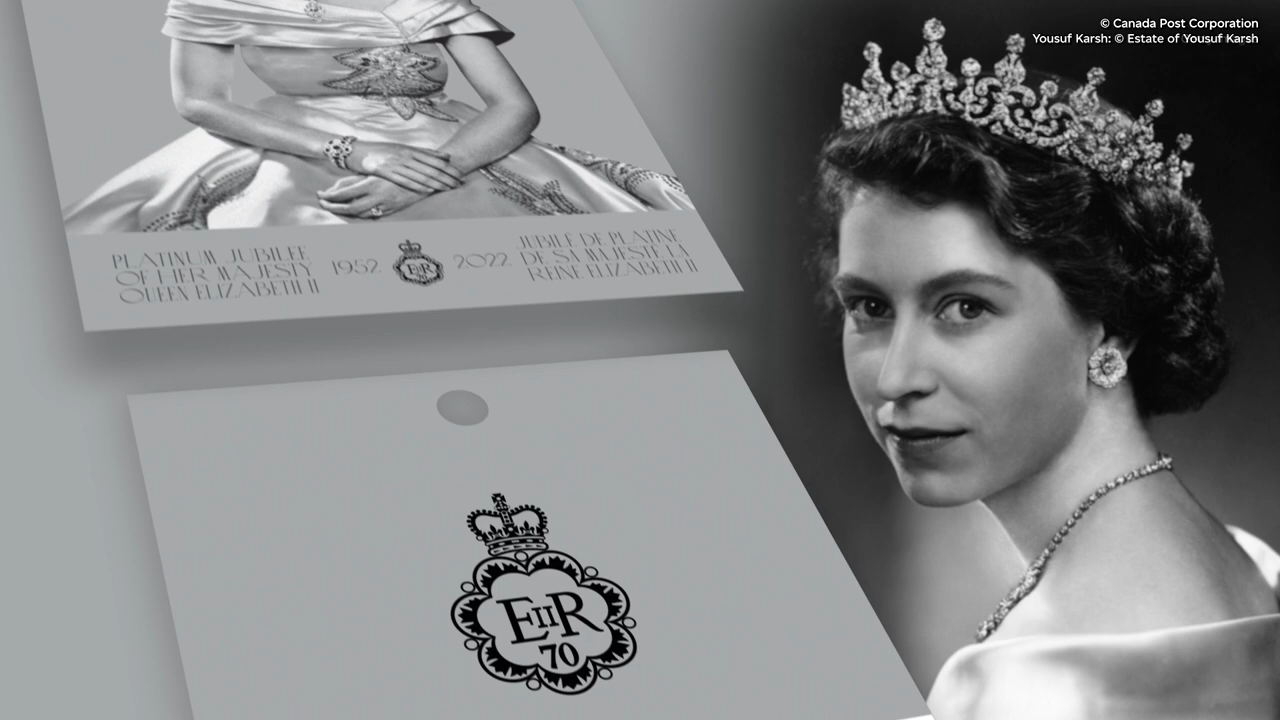 © Canada Post Corporation
Yousuf Karsh: © Estate of Yousuf Karsh
PLATINUM JUBILEE
OF HER MAJESTY
QUEEN ELIZABETH II
1952
EIIR
70
2022
JUBILÉ DE PLATINE
DE SA MAJESTÉ LA
REINE ELIZABETH II
EIIR
70